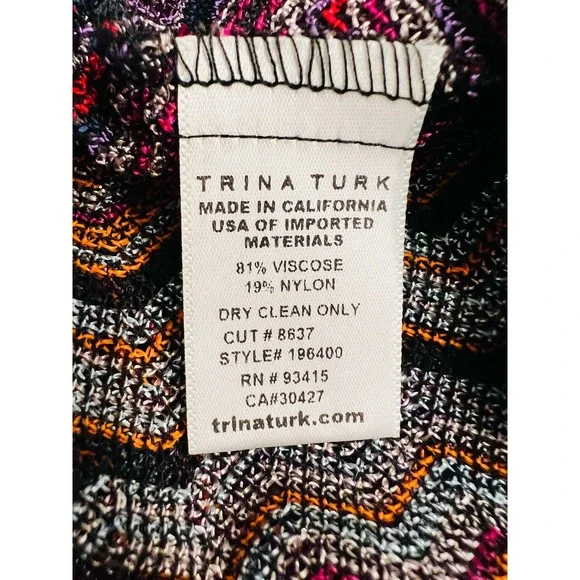 TRINA TURK
MADE IN CALIFORNIA
USA OF IMPORTED
MATERIALS
81% VISCOSE
19% NYLON
DRY CLEAN ONLY
CUT # 8637
STYLE# 196400
RN # 93415
CA#30427
trinaturk.com